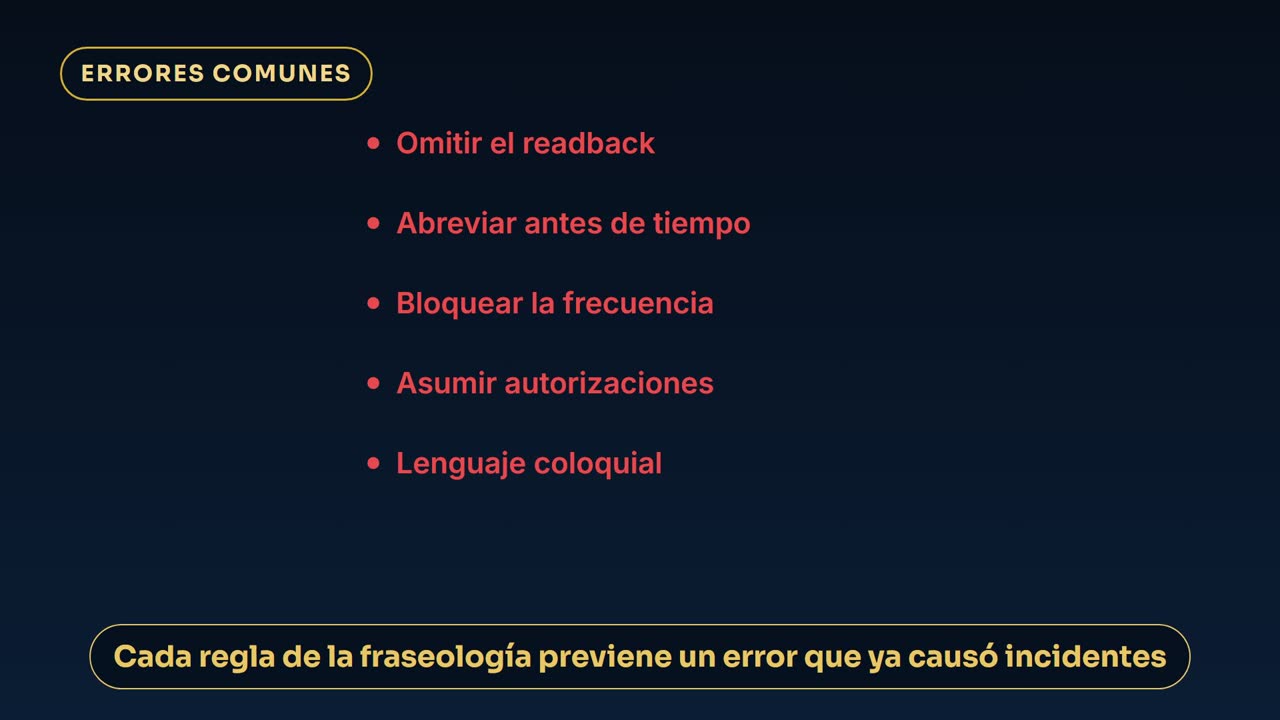 ERRORES COMUNES
• Omitir el readback
• Abreviar antes de tiempo
• Bloquear la frecuencia
• Asumir autorizaciones
• Lenguaje coloquial
Cada regla de la fraseología previene un error que ya causó incidentes